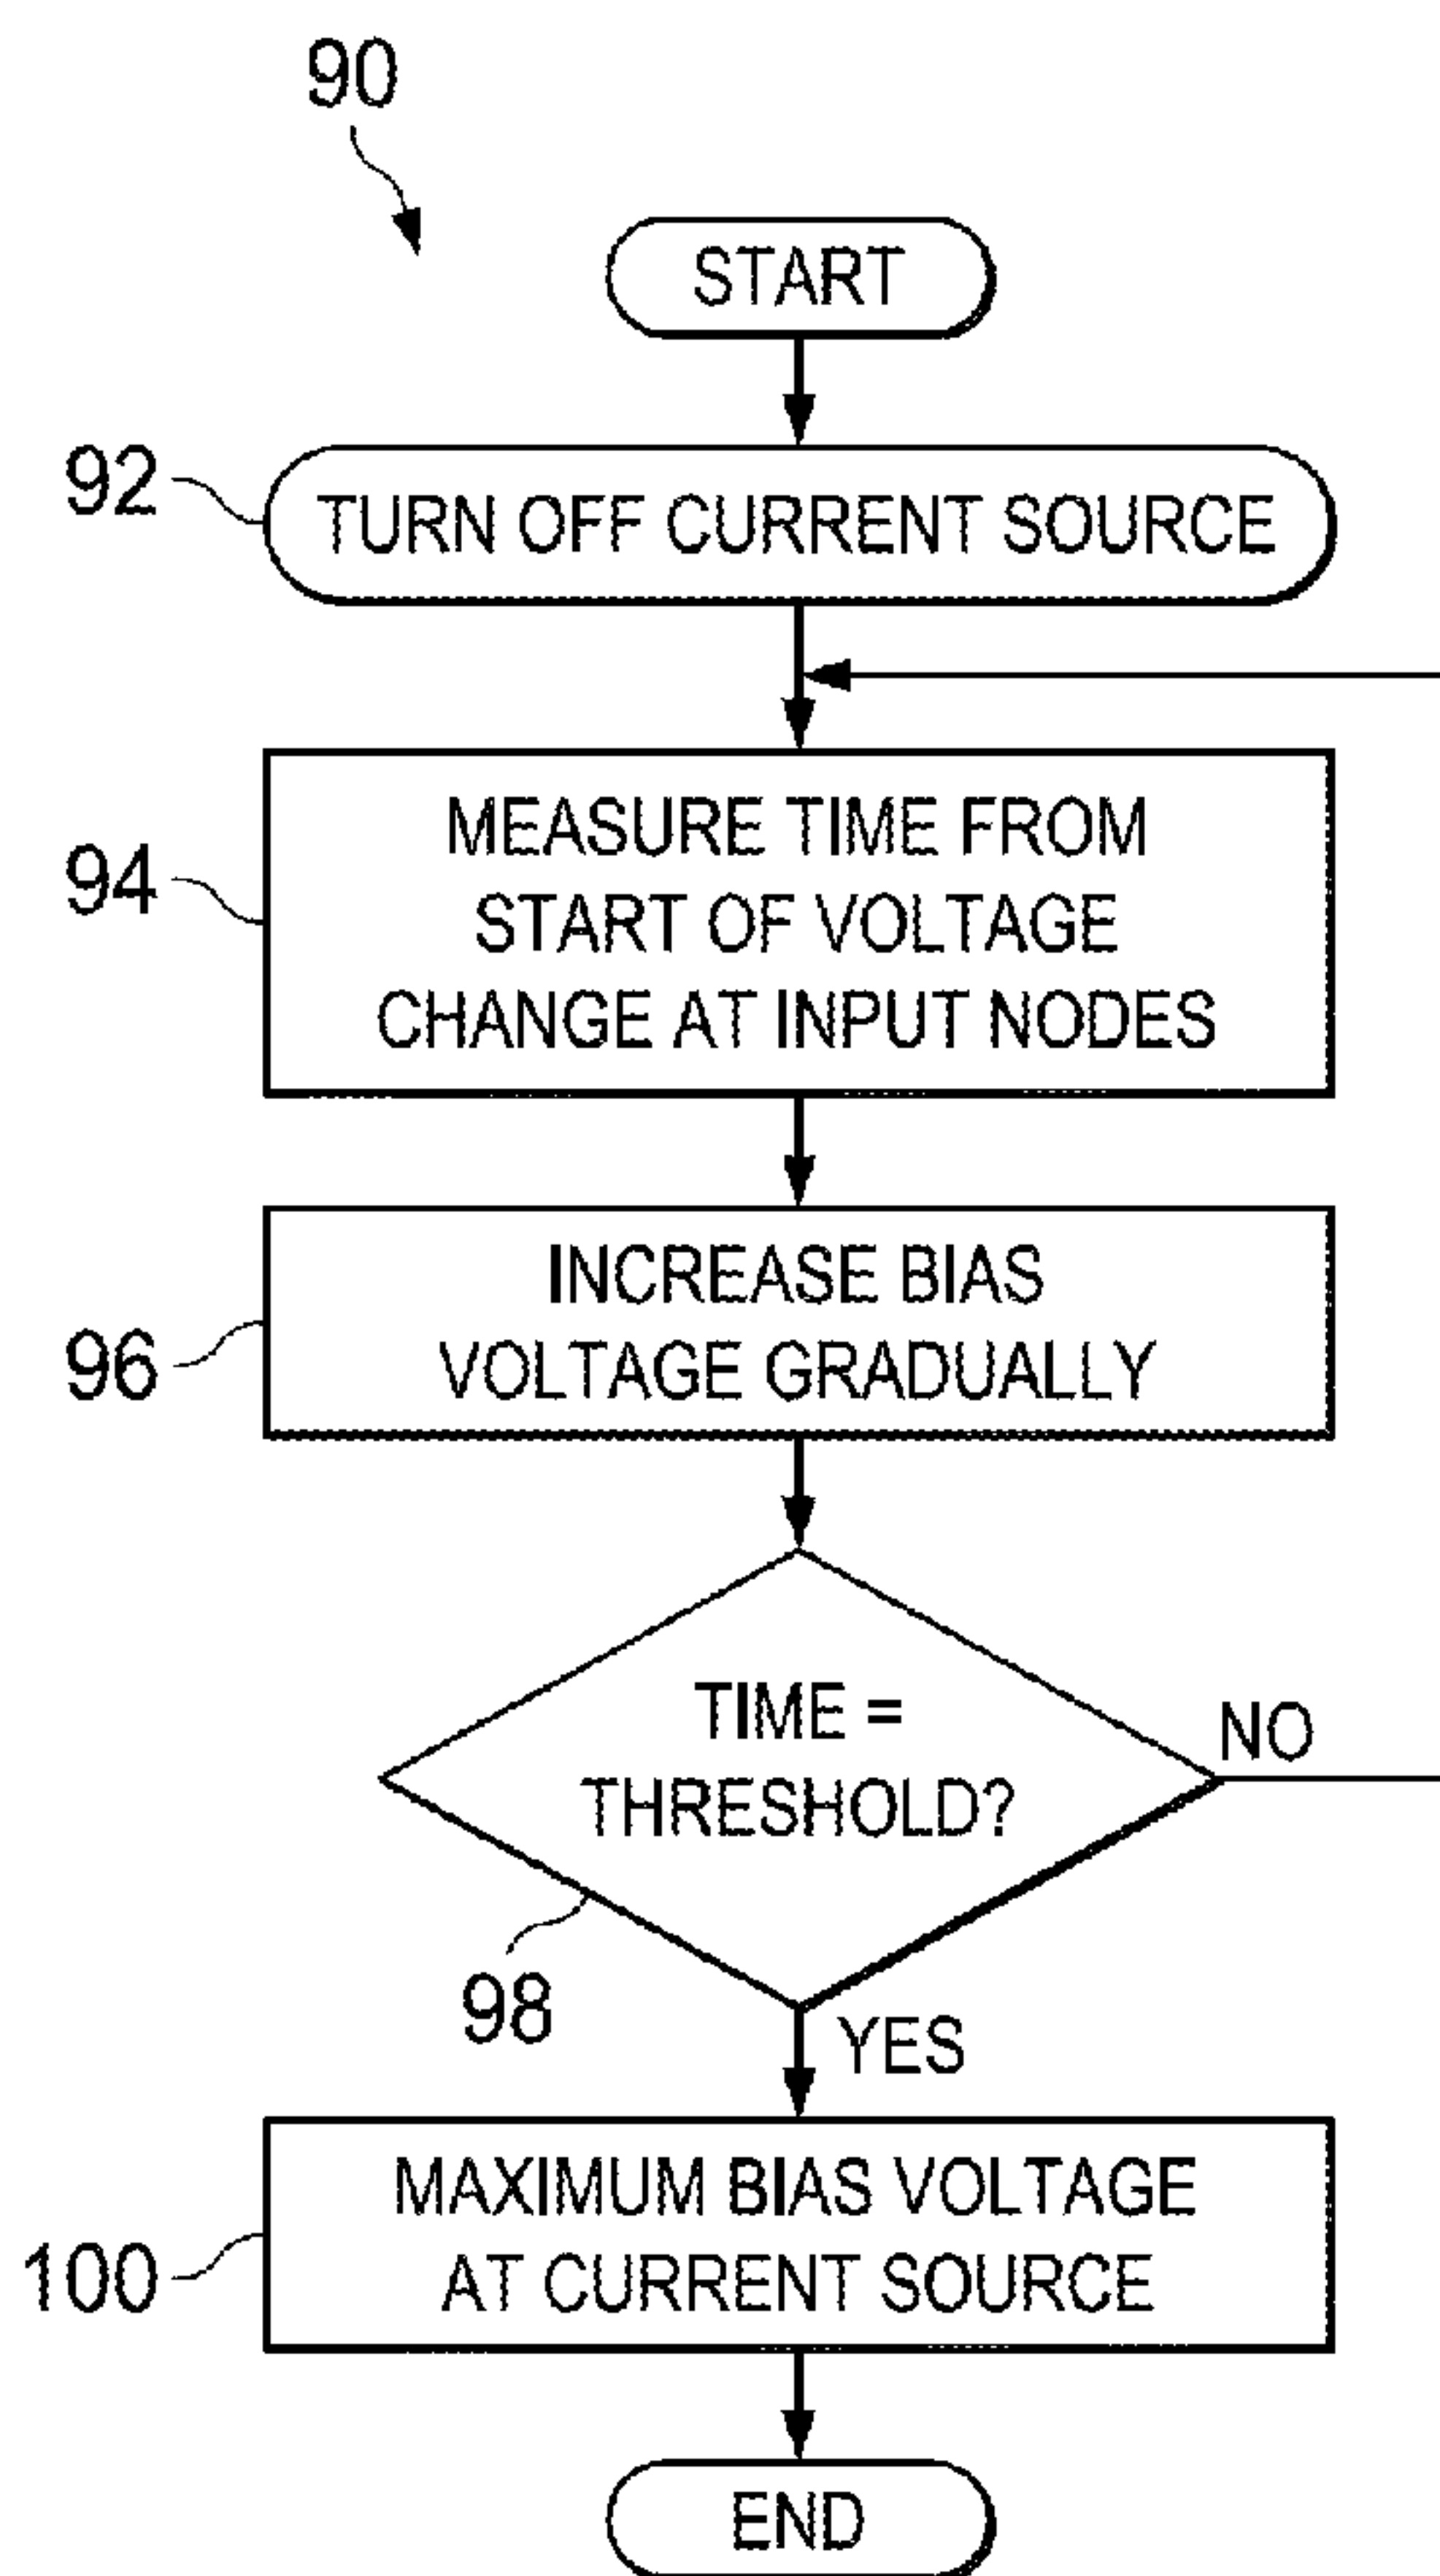 90
START
92
TURN OFF CURRENT SOURCE
94
MEASURE TIME FROM
START OF VOLTAGE
CHANGE AT INPUT NODES
96
INCREASE BIAS
VOLTAGE GRADUALLY
TIME =
THRESHOLD?
NO
98
YES
100
MAXIMUM BIAS VOLTAGE
AT CURRENT SOURCE
END